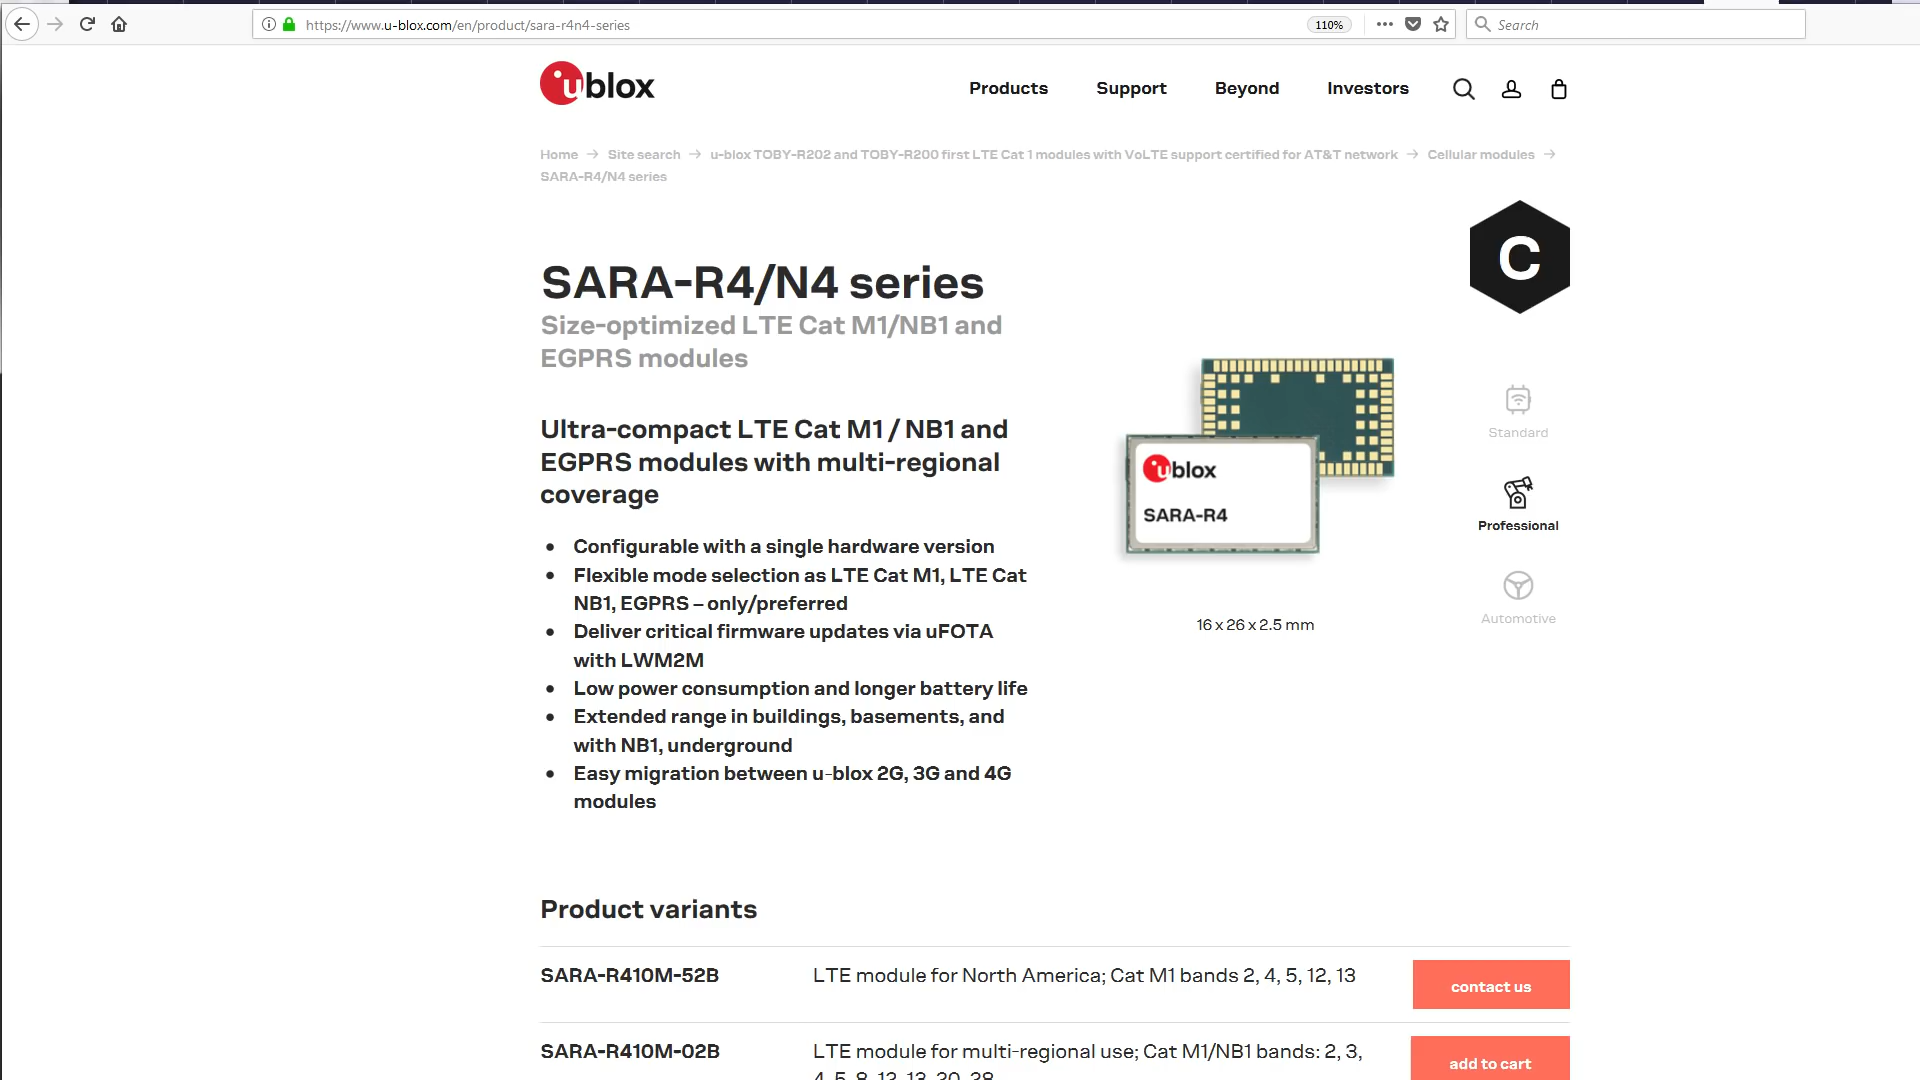 https://www.u-blox.com/en/product/sara-r4n4-series
110%
Search
ublox
Products
Support
Beyond
Investors
Home → Site search → u-blox TOBY-R202 and TOBY-R200 first LTE Cat 1 modules with VoLTE support certified for AT&T network → Cellular modules →
SARA-R4/N4 series
C
SARA-R4/N4 series
Size-optimized LTE Cat M1/NB1 and
EGPRS modules
Ultra-compact LTE Cat M1 / NB1 and
EGPRS modules with multi-regional
coverage
• Configurable with a single hardware version
• Flexible mode selection as LTE Cat M1, LTE Cat
NB1, EGPRS – only/preferred
• Deliver critical firmware updates via uFOTA
with LWM2M
• Low power consumption and longer battery life
• Extended range in buildings, basements, and
with NB1, underground
• Easy migration between u-blox 2G, 3G and 4G
modules
ublox
SARA-R4
16 x 26 x 2.5 mm
Standard
Professional
Automotive
Product variants
SARA-R410M-52B
LTE module for North America; Cat M1 bands 2, 4, 5, 12, 13
contact us
SARA-R410M-02B
LTE module for multi-regional use; Cat M1/NB1 bands: 2, 3,
4, 5, 8, 12, 13, 20, 28
add to cart